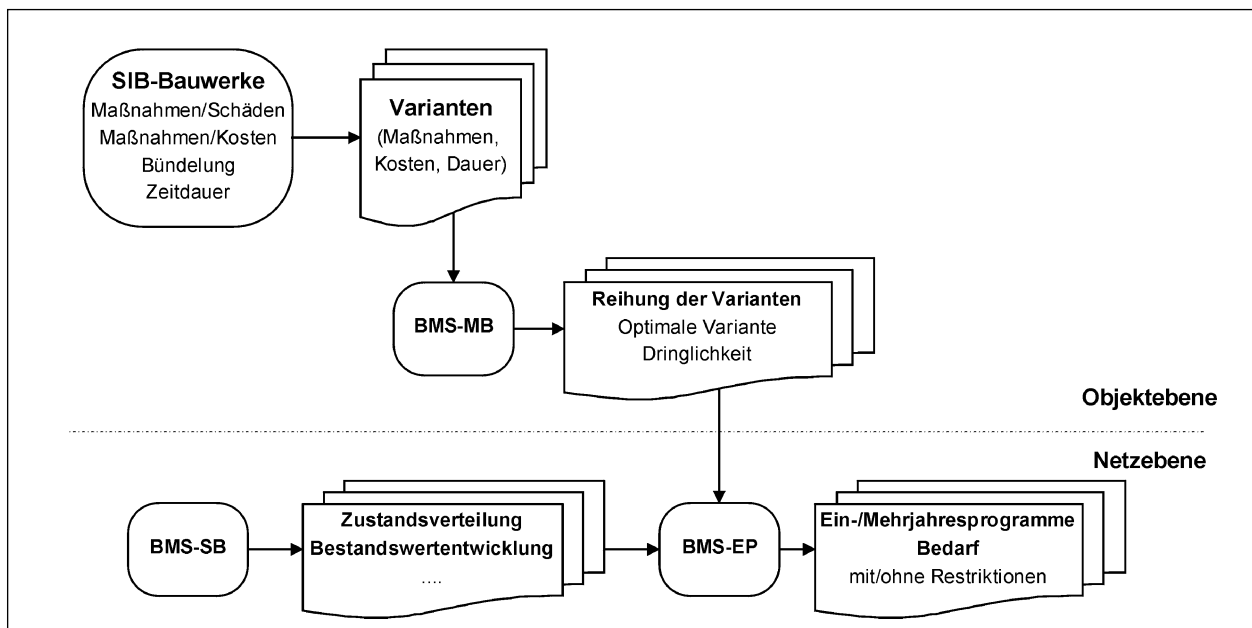 SIB-Bauwerke
Maßnahmen/Schäden
Maßnahmen/Kosten
Bündelung
Zeitdauer
Varianten
(Maßnahmen,
Kosten, Dauer)
BMS-MB
Reihung der Varianten
Optimale Variante
Dringlichkeit
Objektebene
Netzebene
BMS-SB
Zustandsverteilung
Bestandswertentwicklung
....
BMS-EP
Ein-/Mehrjahresprogramme
Bedarf
mit/ohne Restriktionen